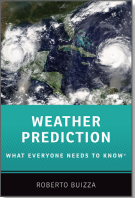 WEATHER
PREDICTION
WHAT EVERYONE NEEDS TO KNOW®
ROBERTO BUIZZA